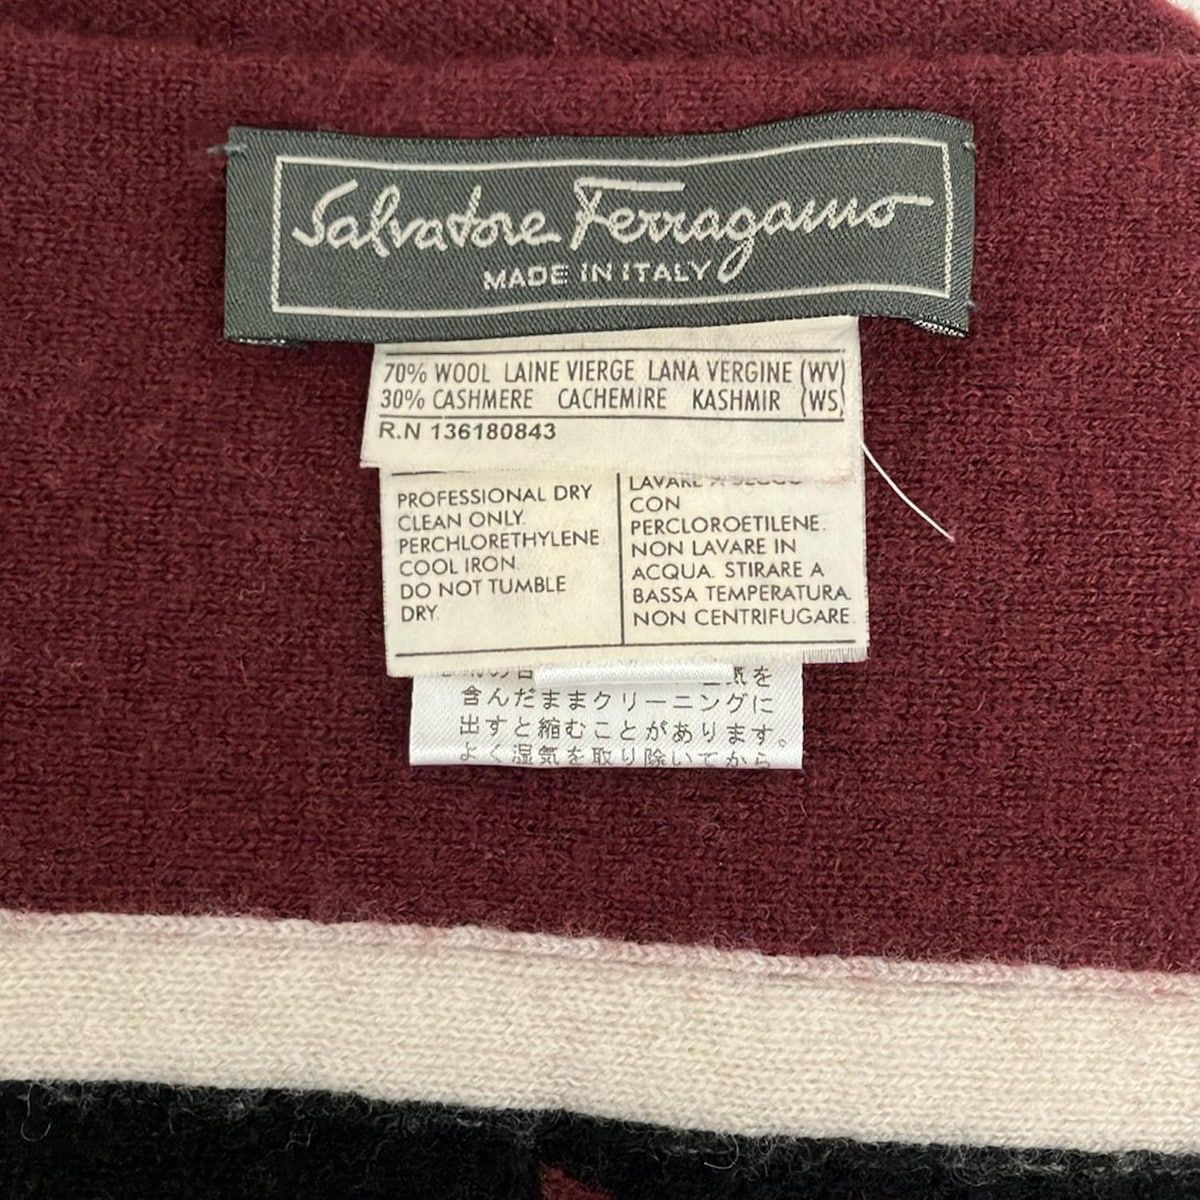 Salvatore Ferragamo
MADE IN ITALY
70% WOOL LAINE VIERGE LANA VERGINE (WV)
30% CASHMERE CACHEMIRE KASHMIR (WS)
R.N 136180843
PROFESSIONAL DRY
CLEAN ONLY.
PERCHLORETHYLENE
COOL IRON.
DO NOT TUMBLE
DRY.
LAVARE A SECCO
CON
PERCLOROETILENE.
NON LAVARE IN
ACQUA. STIRARE A
BASSA TEMPERATURA.
NON CENTRIFUGARE.
気を
含んだままクリーニングに
出すと縮むことがあります。
よく湿気を取り除いてから